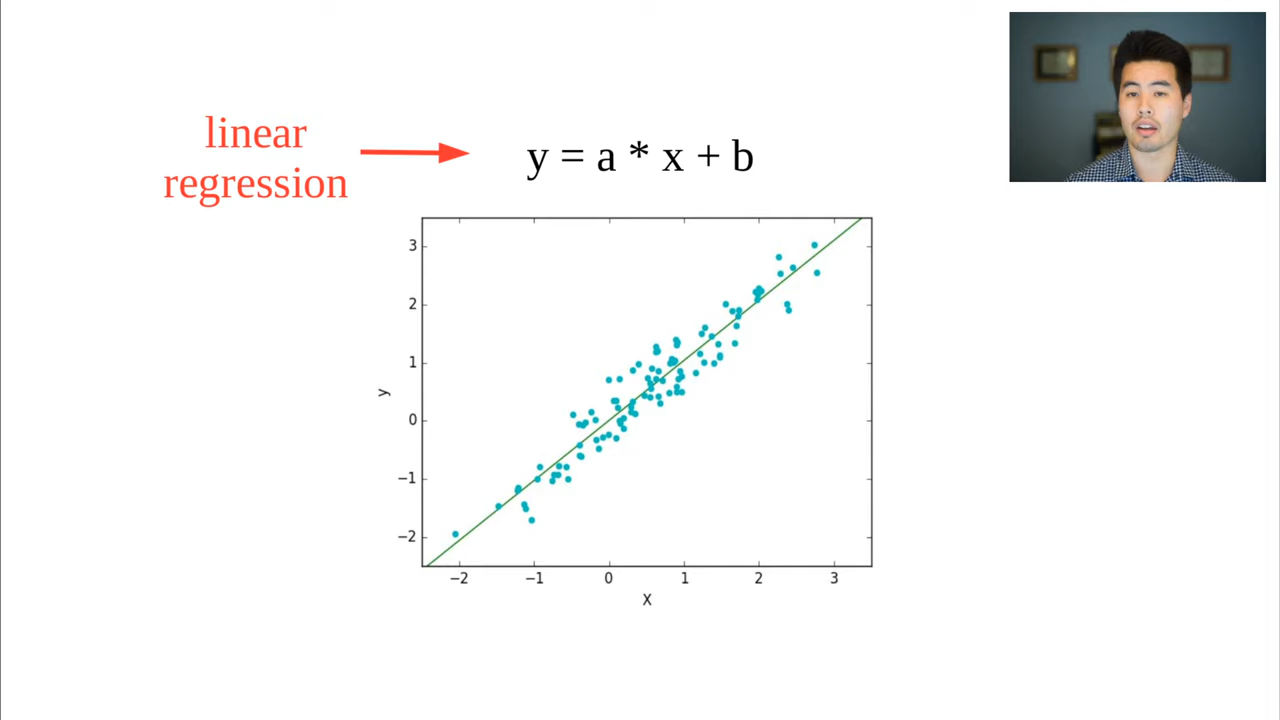 linear
regression
y = a * x + b
3
2
1
0
−1
−2
y
−2
−1
0
1
2
3
X